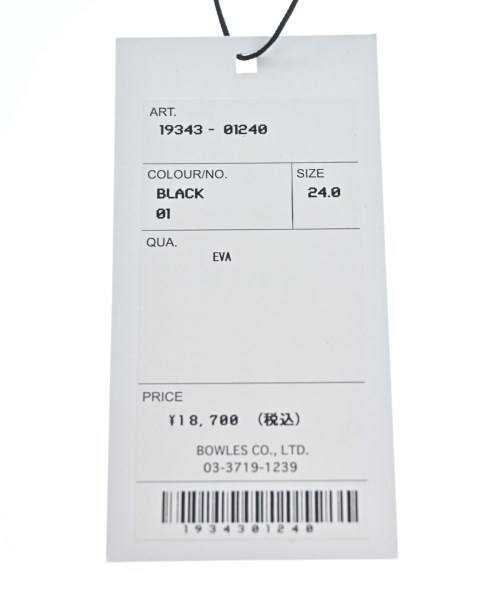 ART.
19343 - 01240
COLOUR/NO.
BLACK
01
SIZE
24.0
QUA.
EVA
PRICE
¥18,700 (税込)
BOWLES CO., LTD.
03-3719-1239
1934301240